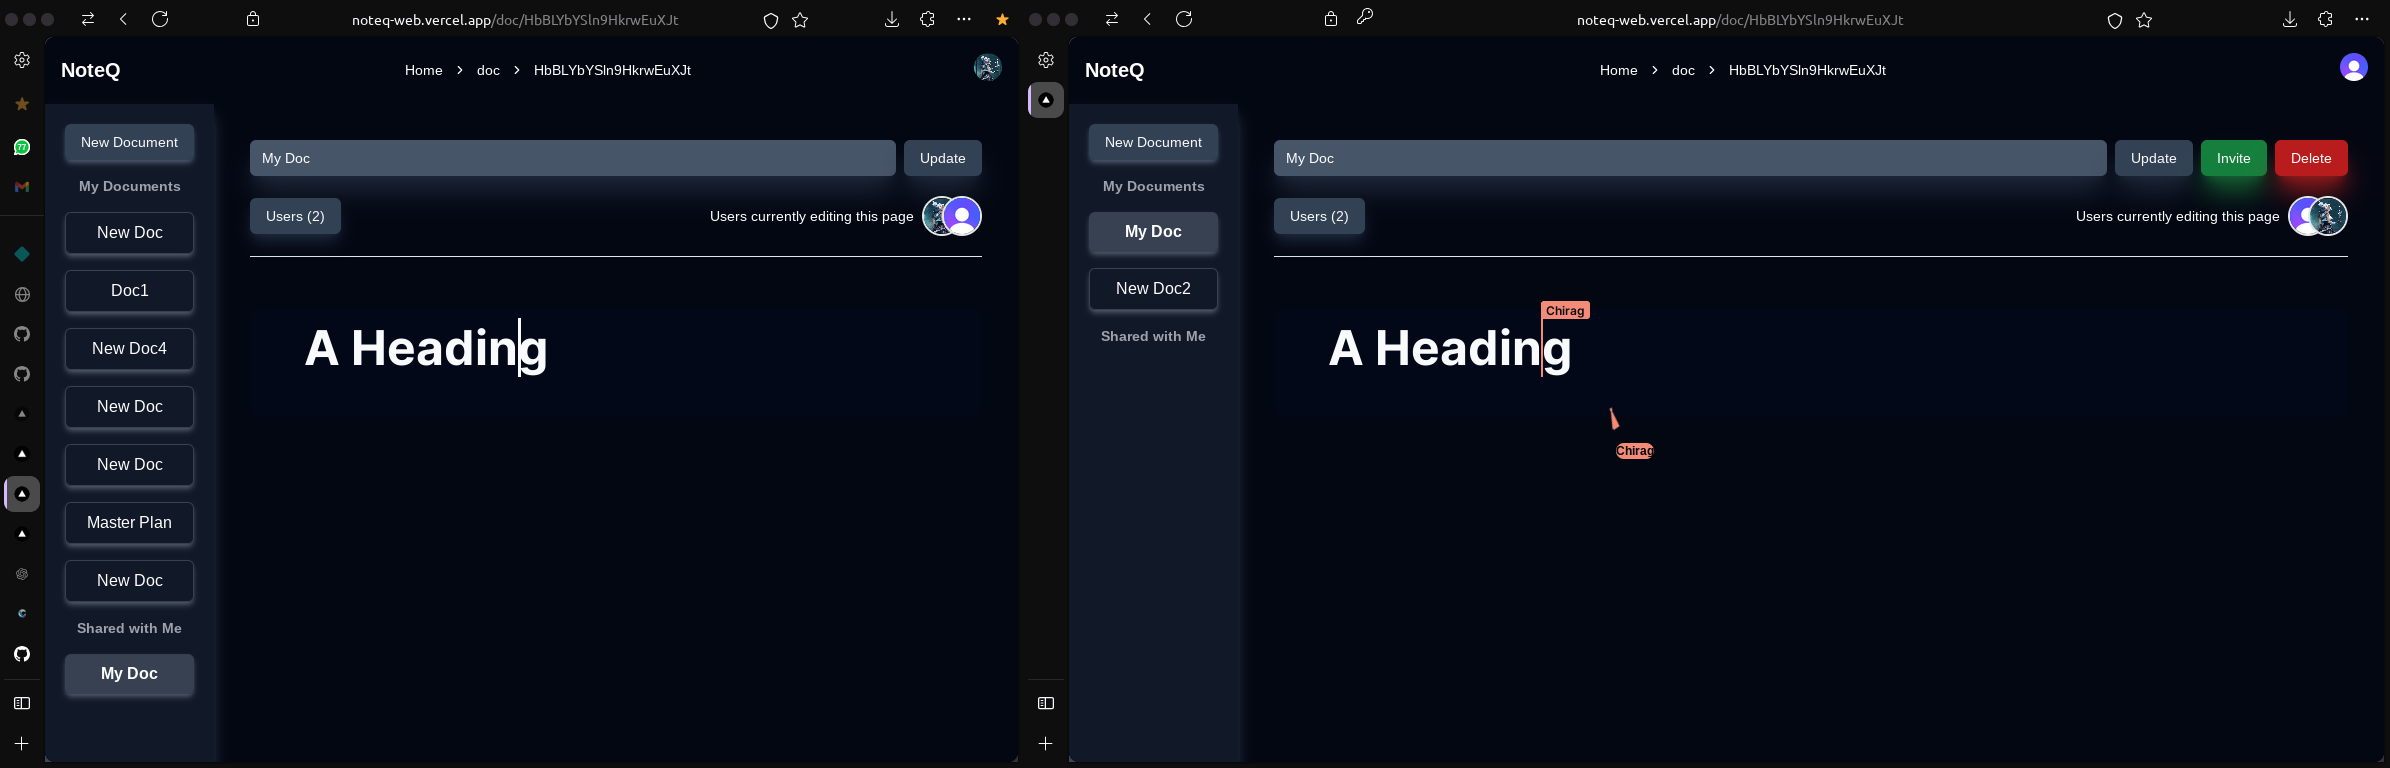 noteq-web.vercel.app/doc/HbBLYbYSln9HkrwEuXJt
NoteQ
Home > doc > HbBLYbYSln9HkrwEuXJt
77
New Document
My Documents
New Doc
Doc1
New Doc4
New Doc
New Doc
Master Plan
New Doc
Shared with Me
My Doc
My Doc
Update
Users (2)
Users currently editing this page
A Heading
noteq-web.vercel.app/doc/HbBLYbYSln9HkrwEuXJt
NoteQ
Home > doc > HbBLYbYSln9HkrwEuXJt
New Document
My Documents
My Doc
New Doc2
Shared with Me
My Doc
Update
Invite
Delete
Users (2)
Users currently editing this page
Chirag
A Heading
Chirag